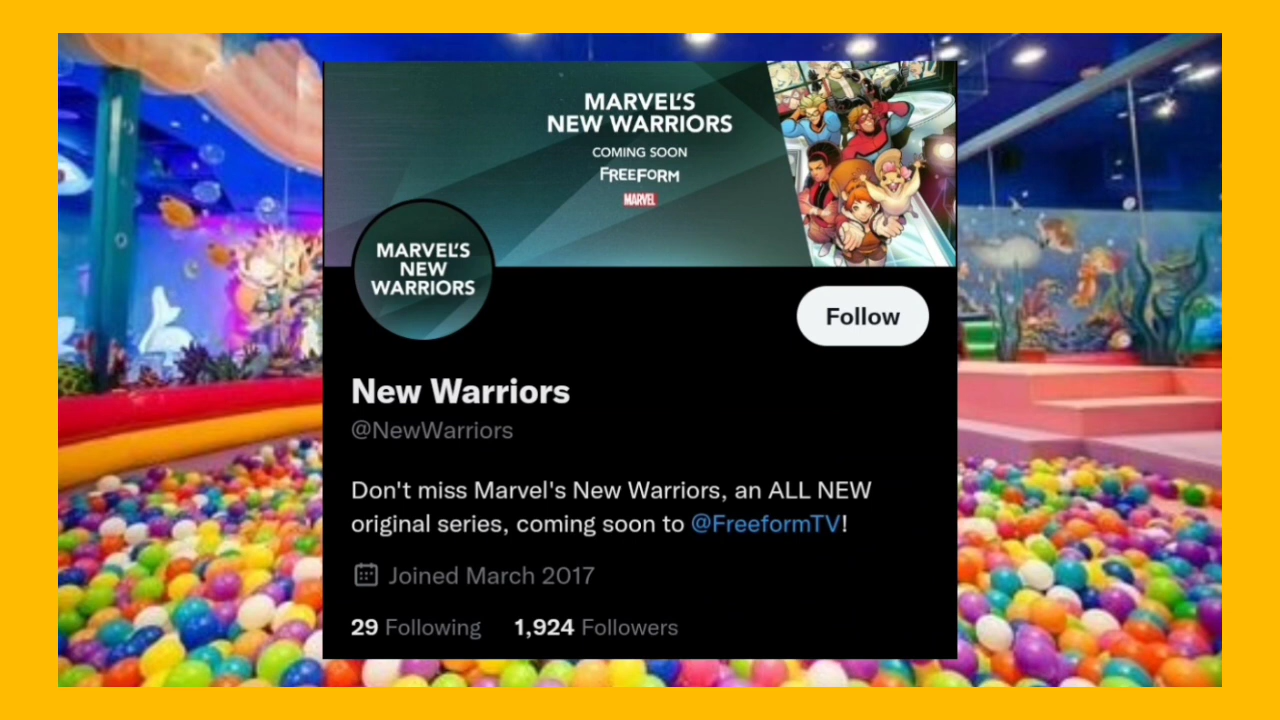 MARVEL'S
NEW WARRIORS
COMING SOON
FREEFORM
MARVEL
MARVEL'S
NEW
WARRIORS
Follow
New Warriors
@NewWarriors
Don't miss Marvel's New Warriors, an ALL NEW
original series, coming soon to @FreeformTV!
Joined March 2017
29 Following 1,924 Followers